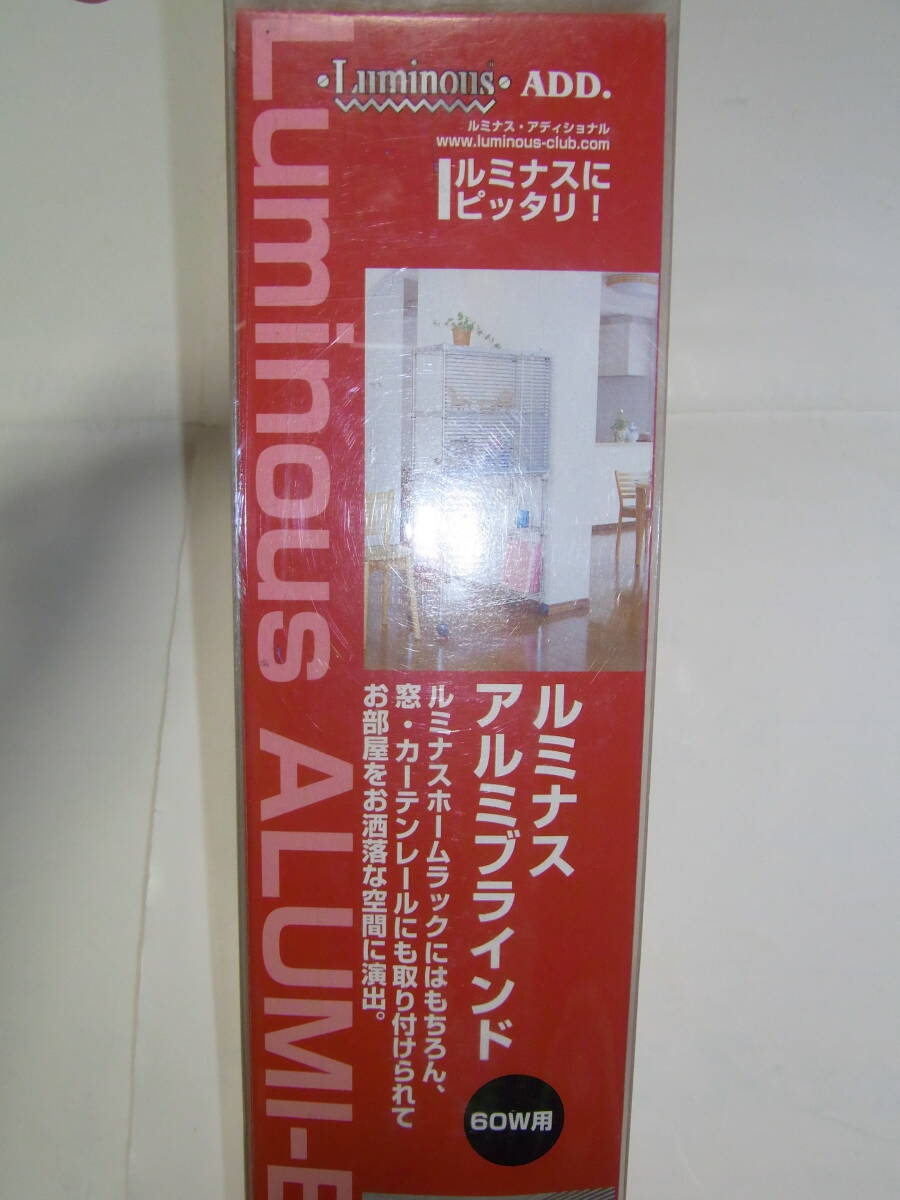 Luminous ADD.
ルミナス・アディショナル
www.luminous-club.com
ルミナスに
ピッタリ！
Luminous ALUMI-B
ルミナス
アルミブラインド
ルミナスホームラックにはもちろん、
窓・カーテンレールにも取り付けられて
お部屋をお洒落な空間に演出。
60W用